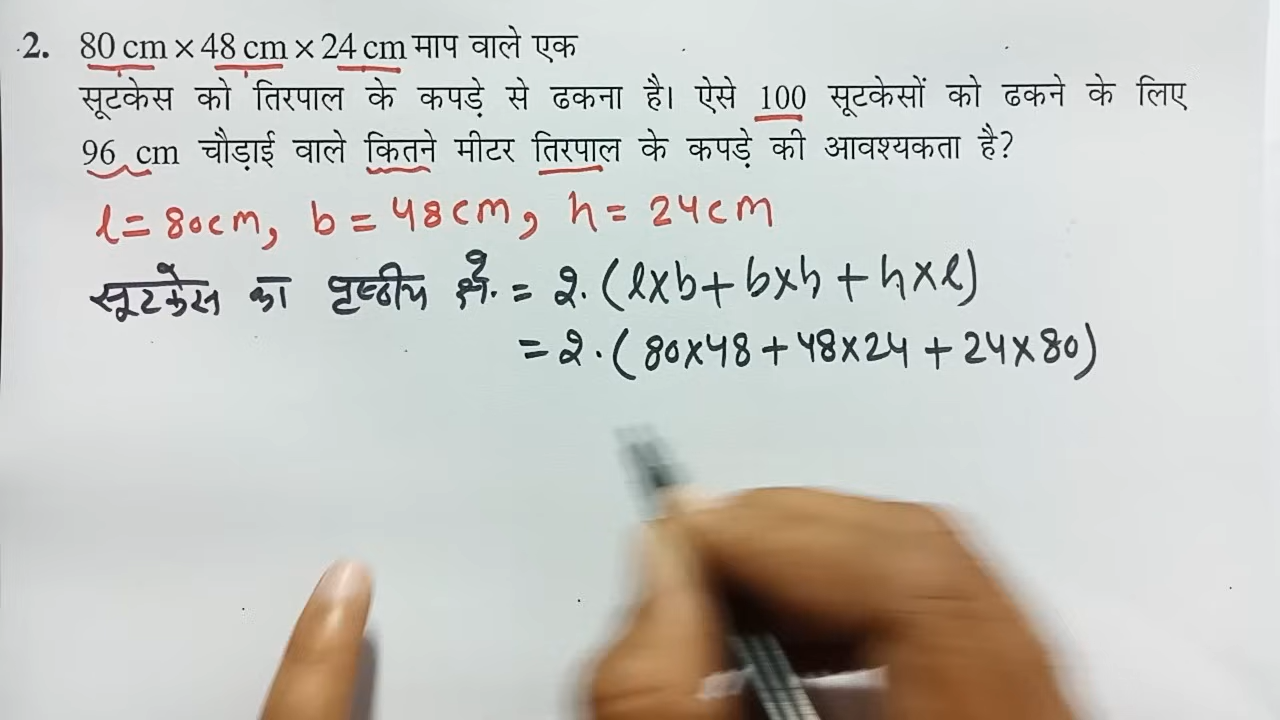 2. 80 cm × 48 cm × 24 cm माप वाले एक
सूटकेस को तिरपाल के कपड़े से ढकना है। ऐसे 100 सूटकेसों को ढकने के लिए
96 cm चौड़ाई वाले कितने मीटर तिरपाल के कपड़े की आवश्यकता है?
l = 80cm, b = 48cm, h = 24cm
सूटकेस का पृष्ठीय क्षे. = 2.(l×b+b×h+h×l)
= 2.(80×48+48×24+24×80)